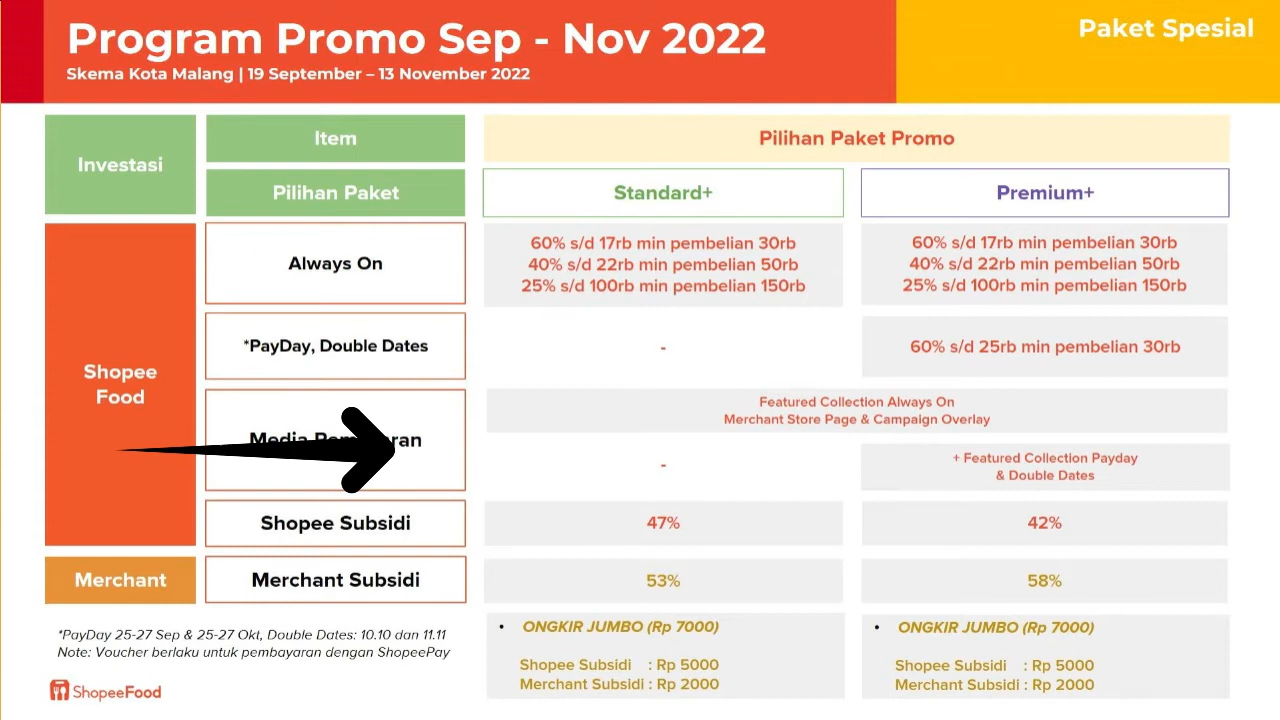 Program Promo Sep - Nov 2022
Skema Kota Malang | 19 September – 13 November 2022
Paket Spesial
Investasi
Item
Pilihan Paket Promo
Pilihan Paket
Standard+
Premium+
Shopee
Food
Always On
60% s/d 17rb min pembelian 30rb
40% s/d 22rb min pembelian 50rb
25% s/d 100rb min pembelian 150rb
60% s/d 17rb min pembelian 30rb
40% s/d 22rb min pembelian 50rb
25% s/d 100rb min pembelian 150rb
*PayDay, Double Dates
-
60% s/d 25rb min pembelian 30rb
Media
Featured Collection Always On
Merchant Store Page & Campaign Overlay
-
+ Featured Collection Payday
& Double Dates
Shopee Subsidi
47%
42%
Merchant
Merchant Subsidi
53%
58%
*PayDay 25-27 Sep & 25-27 Okt, Double Dates: 10.10 dan 11.11
Note: Voucher berlaku untuk pembayaran dengan ShopeePay
• ONGKIR JUMBO (Rp 7000)
Shopee Subsidi : Rp 5000
Merchant Subsidi : Rp 2000
• ONGKIR JUMBO (Rp 7000)
Shopee Subsidi : Rp 5000
Merchant Subsidi : Rp 2000
ShopeeFood